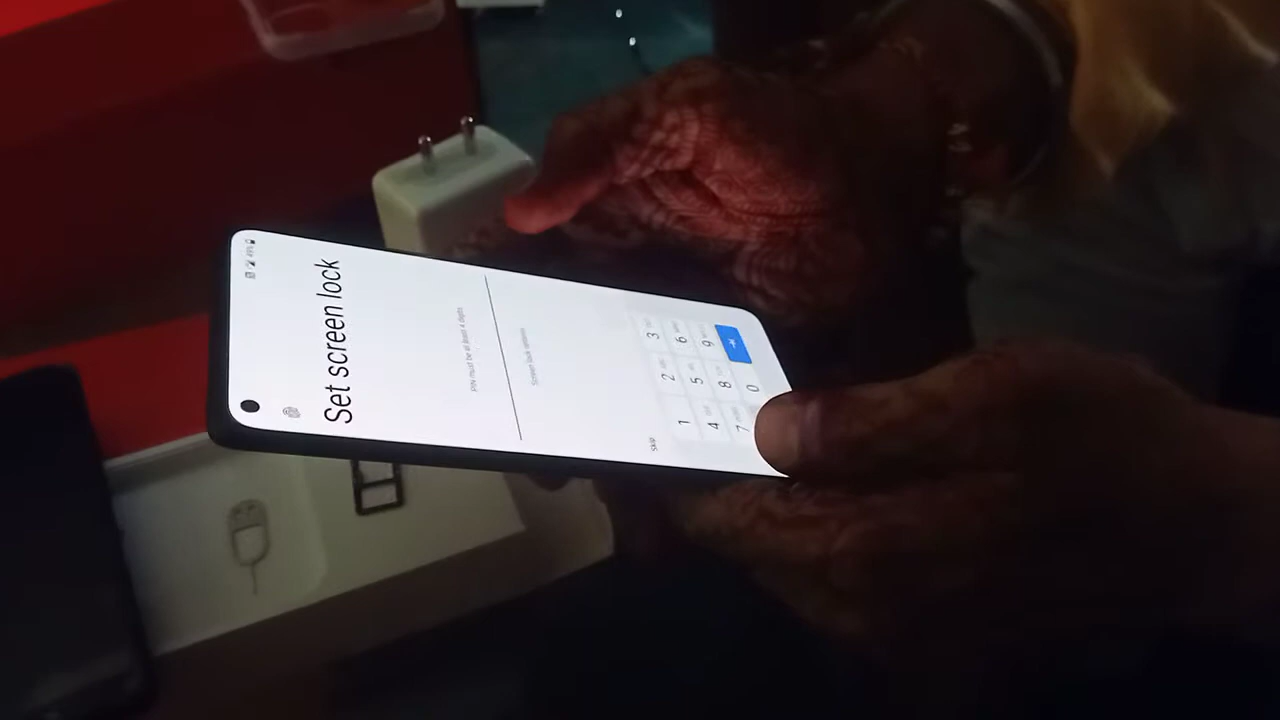 49%
Set screen lock
PIN must be at least 4 digits
Screen lock options
Skip
1 2 3
4 5 6
7 8 9
0